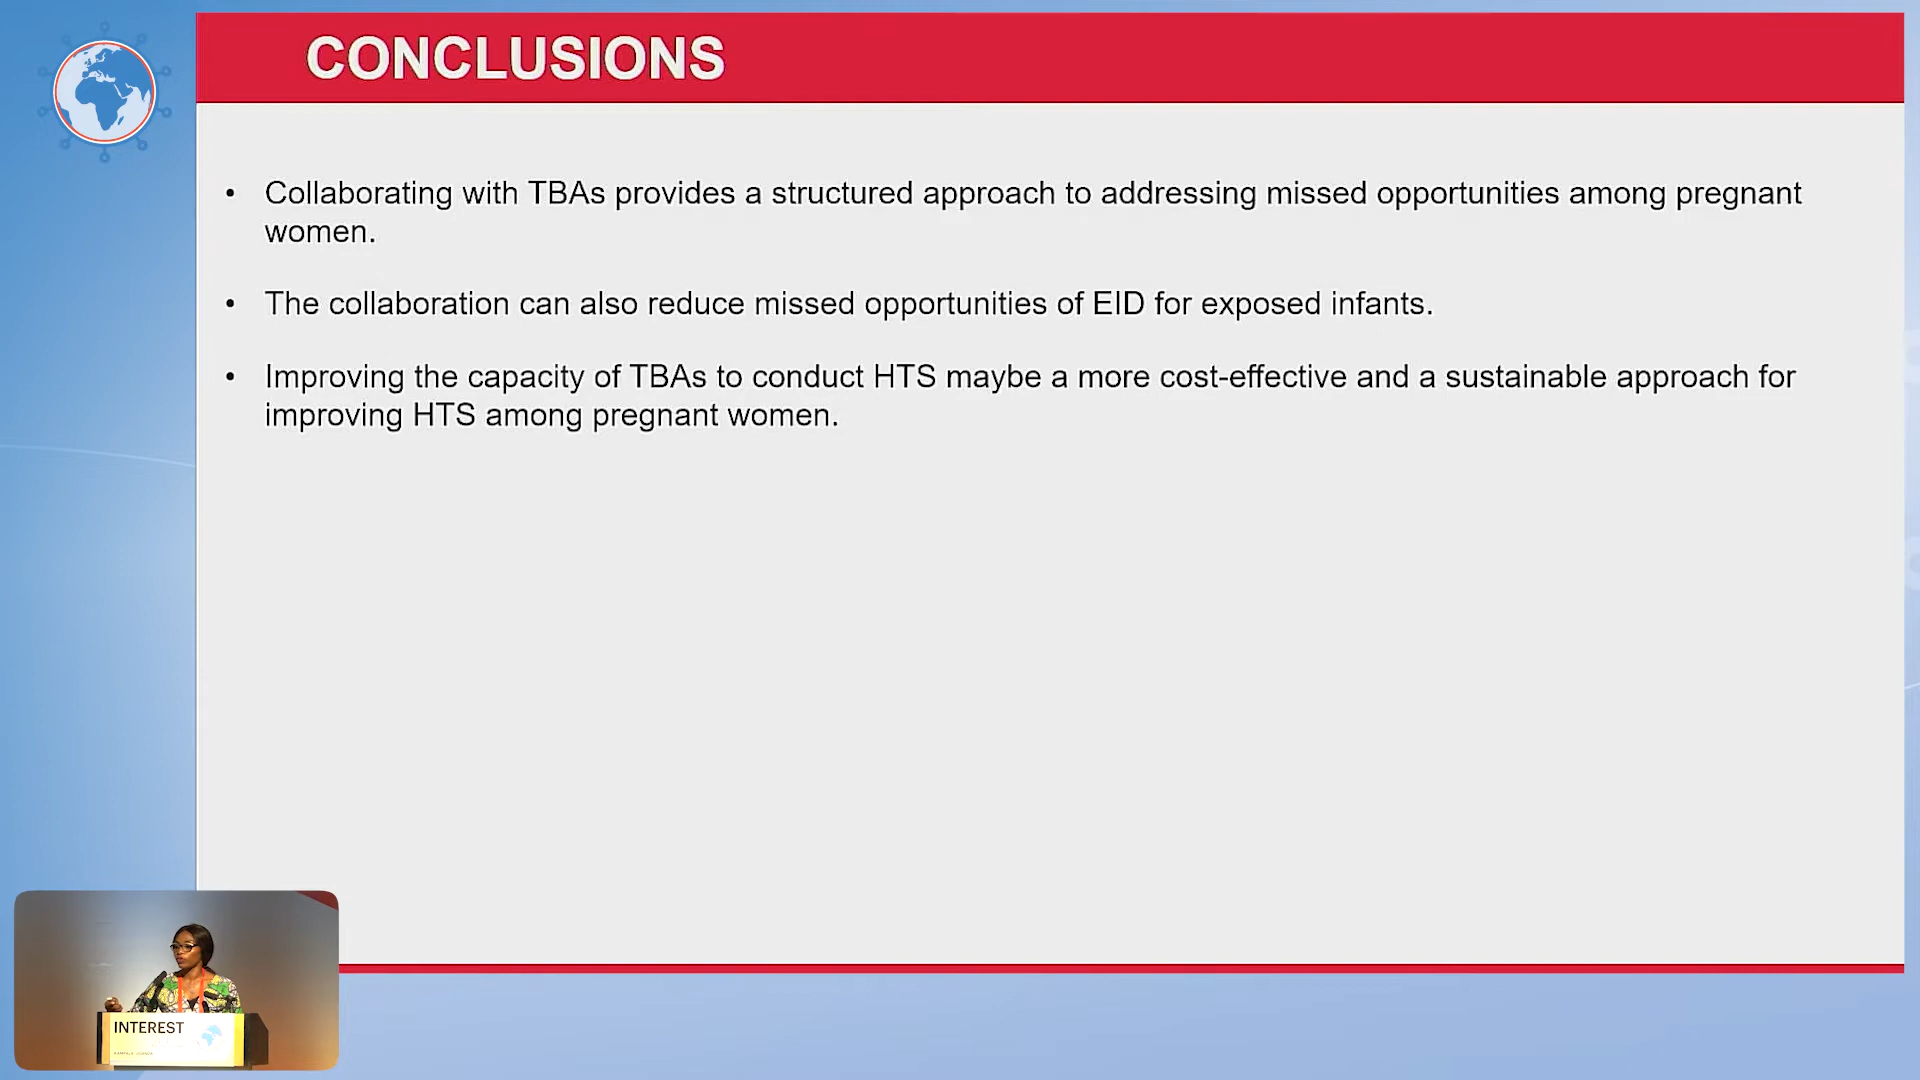 CONCLUSIONS
• Collaborating with TBAs provides a structured approach to addressing missed opportunities among pregnant
women.
• The collaboration can also reduce missed opportunities of EID for exposed infants.
• Improving the capacity of TBAs to conduct HTS maybe a more cost-effective and a sustainable approach for
improving HTS among pregnant women.
INTEREST